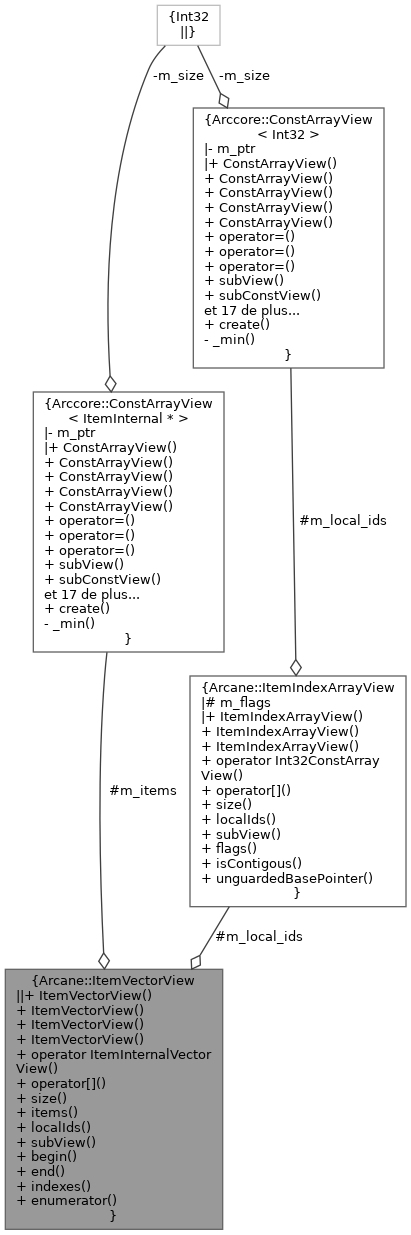 {Int32
||}
-m_size
-m_size
{Arccore::ConstArrayView
< Int32 >
|- m_ptr
|+ ConstArrayView()
+ ConstArrayView()
+ ConstArrayView()
+ ConstArrayView()
+ ConstArrayView()
+ operator=()
+ operator=()
+ operator=()
+ subView()
+ subConstView()
et 17 de plus...
+ create()
- _min()
}
{Arccore::ConstArrayView
< ItemInternal * >
|- m_ptr
|+ ConstArrayView()
+ ConstArrayView()
+ ConstArrayView()
+ ConstArrayView()
+ ConstArrayView()
+ operator=()
+ operator=()
+ operator=()
+ subView()
+ subConstView()
et 17 de plus...
+ create()
- _min()
}
#m_local_ids
{Arcane::ItemIndexArrayView
|# m_flags
|+ ItemIndexArrayView()
+ ItemIndexArrayView()
+ ItemIndexArrayView()
+ operator Int32ConstArray
View()
+ operator[]()
+ size()
+ localIds()
+ subView()
+ flags()
+ isContigous()
+ unguardedBasePointer()
}
#m_items
#m_local_ids
{Arcane::ItemVectorView
||+ ItemVectorView()
+ ItemVectorView()
+ ItemVectorView()
+ ItemVectorView()
+ operator ItemInternalVector
View()
+ operator[]()
+ size()
+ items()
+ localIds()
+ subView()
+ begin()
+ end()
+ indexes()
+ enumerator()
}